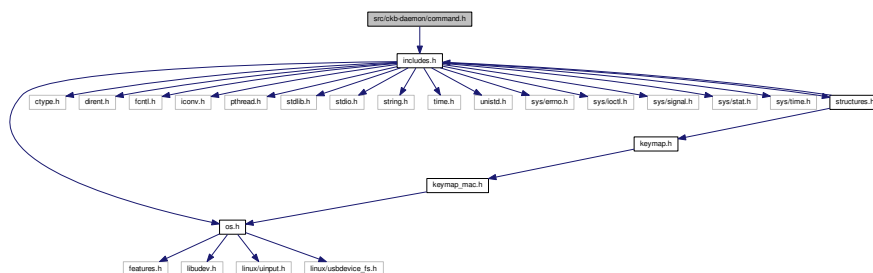 src/ckb-daemon/command.h
includes.h
ctype.h dirent.h fcntl.h iconv.h pthread.h stdlib.h stdio.h string.h time.h unistd.h sys/errno.h sys/ioctl.h sys/signal.h sys/stat.h sys/time.h structures.h
keymap.h
keymap_mac.h
os.h
features.h libudev.h linux/uinput.h linux/usbdevice_fs.h